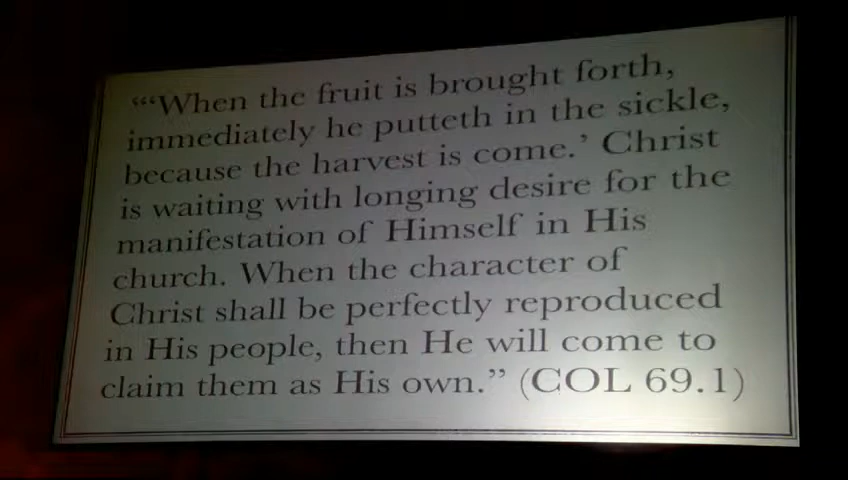 “‘When the fruit is brought forth,
immediately he putteth in the sickle,
because the harvest is come.’ Christ
is waiting with longing desire for the
manifestation of Himself in His
church. When the character of
Christ shall be perfectly reproduced
in His people, then He will come to
claim them as His own.” (COL 69.1)